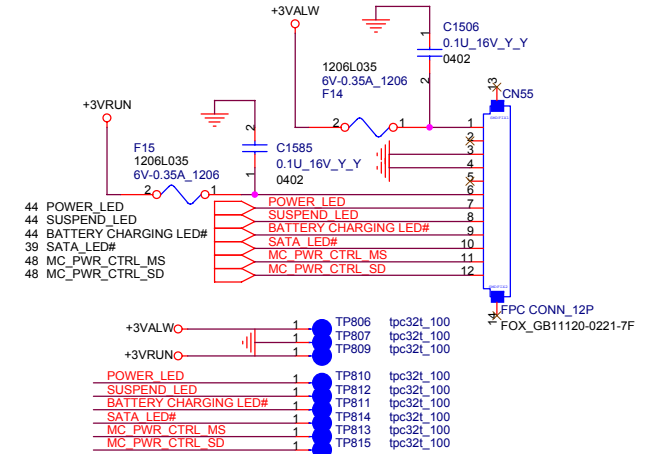 +3VALW
C1506
1
0.1U_16V_Y_Y
0402
2
1206L035
6V-0.35A_1206
F14
2
1
13
CN55
+3VRUN
F15
1206L035
6V-0.35A_1206
2
1
2
C1585
0.1U_16V_Y_Y
1
0402
1
2
3
4
5
6
7
8
9
10
11
12
44 POWER_LED
44 SUSPEND_LED
44 BATTERY CHARGING LED#
39 SATA_LED#
48 MC_PWR_CTRL_MS
48 MC_PWR_CTRL_SD
POWER_LED
SUSPEND_LED
BATTERY CHARGING LED#
SATA_LED#
MC_PWR_CTRL_MS
MC_PWR_CTRL_SD
14
FPC CONN_12P
FOX_GB11120-0221-7F
+3VALW 1 TP806 tpc32t_100
1 TP807 tpc32t_100
+3VRUN 1 TP809 tpc32t_100
POWER_LED 1 TP810 tpc32t_100
SUSPEND_LED 1 TP812 tpc32t_100
BATTERY CHARGING LED# 1 TP811 tpc32t_100
SATA_LED# 1 TP814 tpc32t_100
MC_PWR_CTRL_MS 1 TP813 tpc32t_100
MC_PWR_CTRL_SD 1 TP815 tpc32t_100